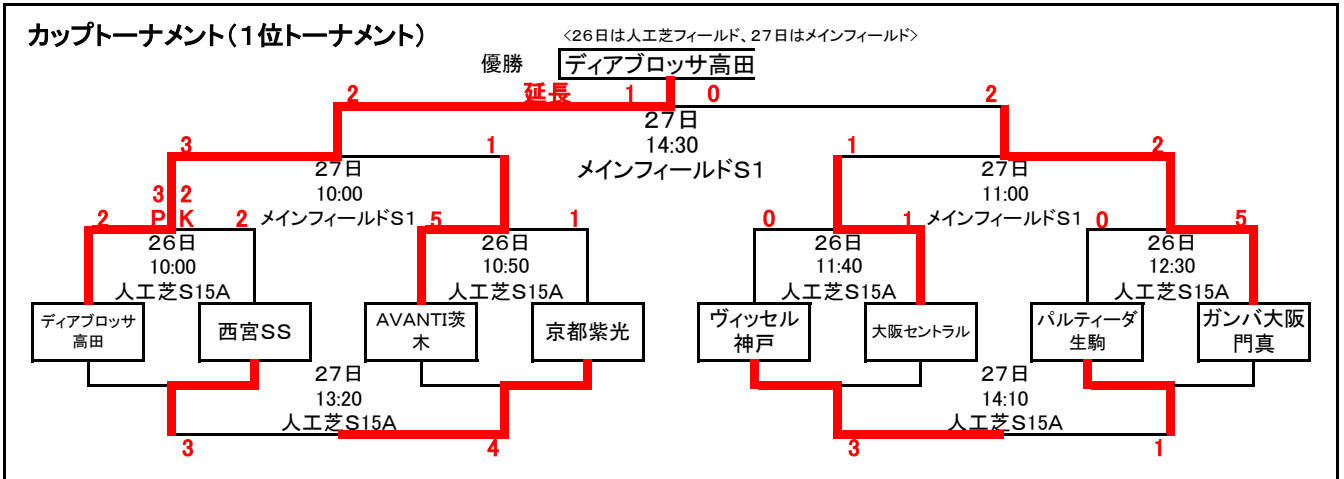 カップトーナメント(1位トーナメント)
<26日は人工芝フィールド、27日はメインフィールド>
優勝 ディアブロッサ高田
2 延長 1 0 2
27日
14:30
メインフィールドS1
3 1 1 2
27日 27日
10:00 11:00
メインフィールドS1 メインフィールドS1
3 2
2 PK 2 5 1 0 1 0 5
26日 26日 26日 26日
10:00 10:50 11:40 12:30
人工芝S15A 人工芝S15A 人工芝S15A 人工芝S15A
ディアブロッサ
高田
西宮SS
AVANTI茨
木
京都紫光
ヴィッセル
神戸
大阪セントラル
パルティーダ
生駒
ガンバ大阪
門真
27日 27日
13:20 14:10
人工芝S15A 人工芝S15A
3 4 3 1